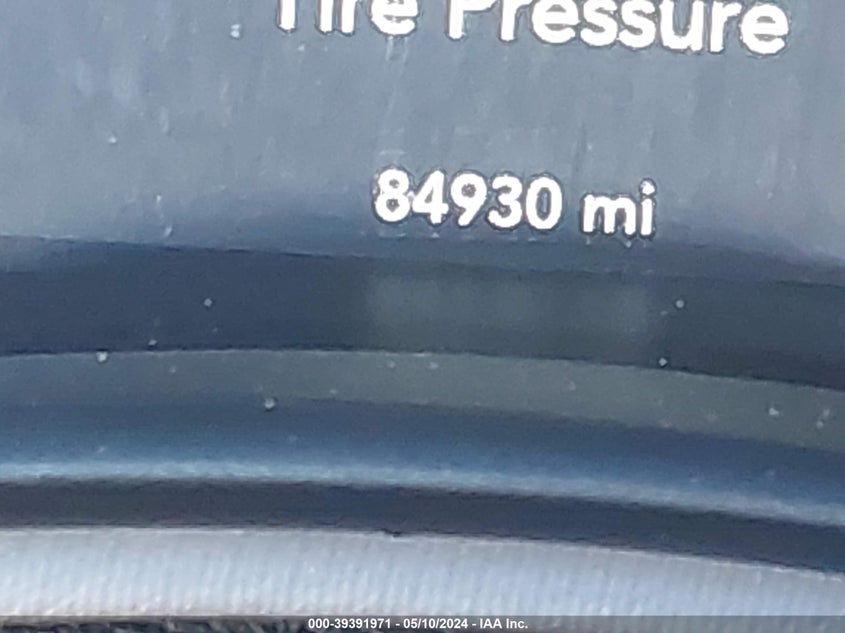 Tire Pressure
84930 mi
000-39391971 - 05/10/2024 - IAA Inc.